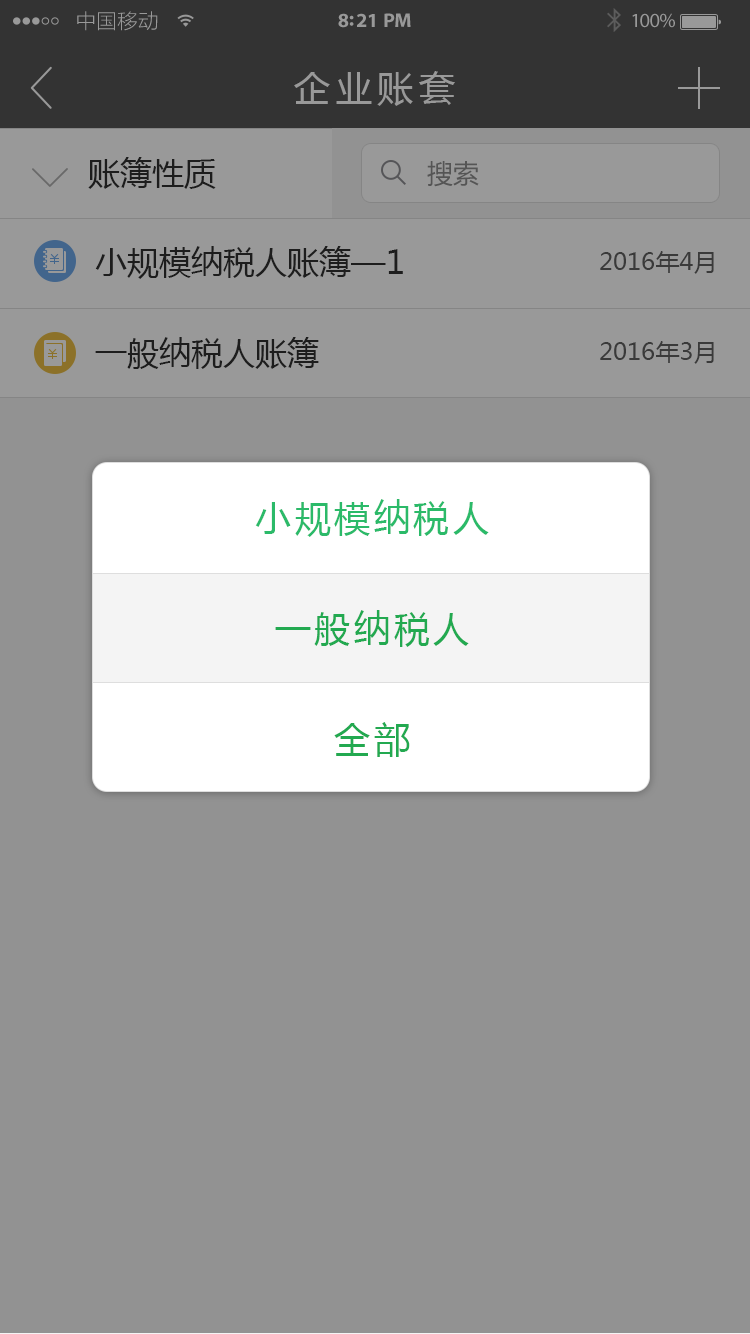 中国移动 8:21 PM 100%
企业账套
账簿性质 搜索
小规模纳税人账簿—1 2016年4月
一般纳税人账簿 2016年3月
小规模纳税人
一般纳税人
全部